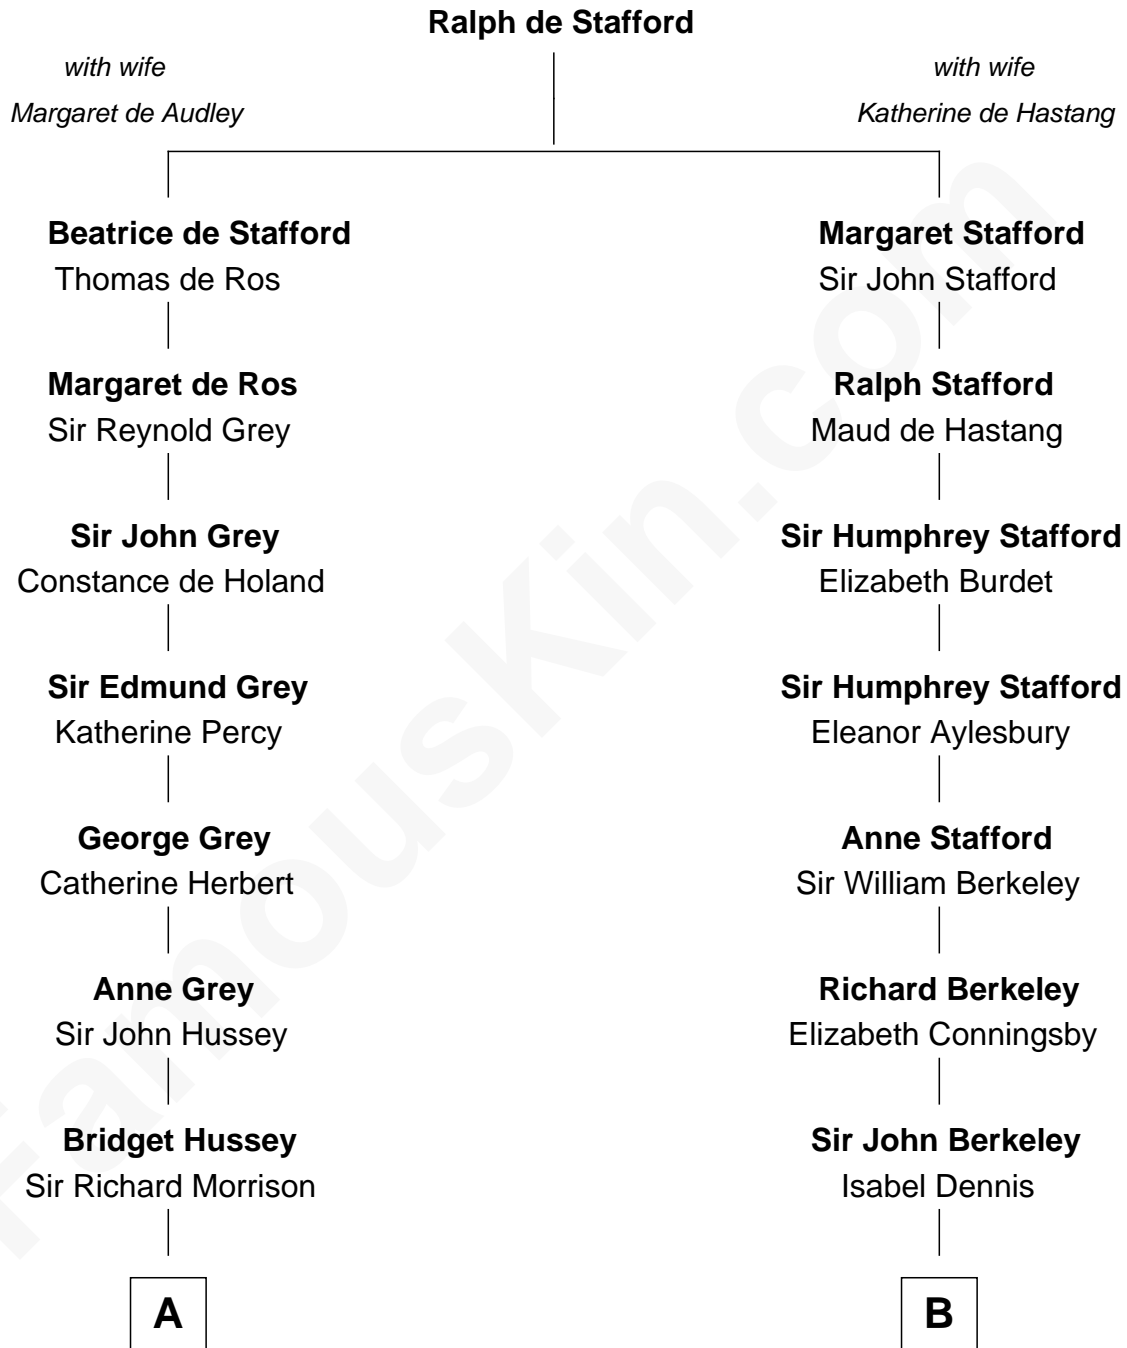 Ralph de Stafford
with wife
Margaret de Audley
with wife
Katherine de Hastang
Beatrice de Stafford
Thomas de Ros
Margaret Stafford
Sir John Stafford
Margaret de Ros
Sir Reynold Grey
Ralph Stafford
Maud de Hastang
Sir John Grey
Constance de Holand
Sir Humphrey Stafford
Elizabeth Burdet
Sir Edmund Grey
Katherine Percy
Sir Humphrey Stafford
Eleanor Aylesbury
George Grey
Catherine Herbert
Anne Stafford
Sir William Berkeley
Anne Grey
Sir John Hussey
Richard Berkeley
Elizabeth Conningsby
Bridget Hussey
Sir Richard Morrison
Sir John Berkeley
Isabel Dennis
A
B
FamousKin.com